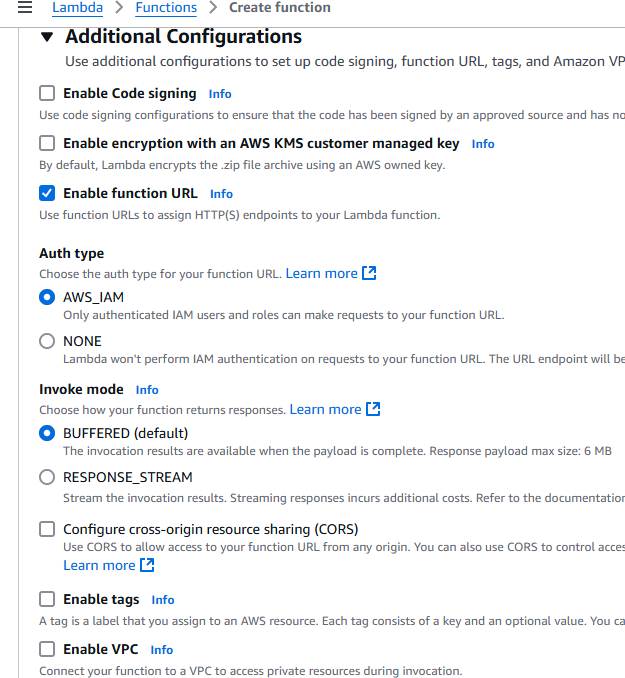 Lambda > Functions > Create function
Additional Configurations
Use additional configurations to set up code signing, function URL, tags, and Amazon VP
Enable Code signing Info
Use code signing configurations to ensure that the code has been signed by an approved source and has no
Enable encryption with an AWS KMS customer managed key Info
By default, Lambda encrypts the .zip file archive using an AWS owned key.
Enable function URL Info
Use function URLs to assign HTTP(S) endpoints to your Lambda function.
Auth type
Choose the auth type for your function URL. Learn more
AWS_IAM
Only authenticated IAM users and roles can make requests to your function URL.
NONE
Lambda won't perform IAM authentication on requests to your function URL. The URL endpoint will be
Invoke mode Info
Choose how your function returns responses. Learn more
BUFFERED (default)
The invocation results are available when the payload is complete. Response payload max size: 6 MB
RESPONSE_STREAM
Stream the invocation results. Streaming responses incurs additional costs. Refer to the documentation
Configure cross-origin resource sharing (CORS)
Use CORS to allow access to your function URL from any origin. You can also use CORS to control acces
Learn more
Enable tags Info
A tag is a label that you assign to an AWS resource. Each tag consists of a key and an optional value. You ca
Enable VPC Info
Connect your function to a VPC to access private resources during invocation.